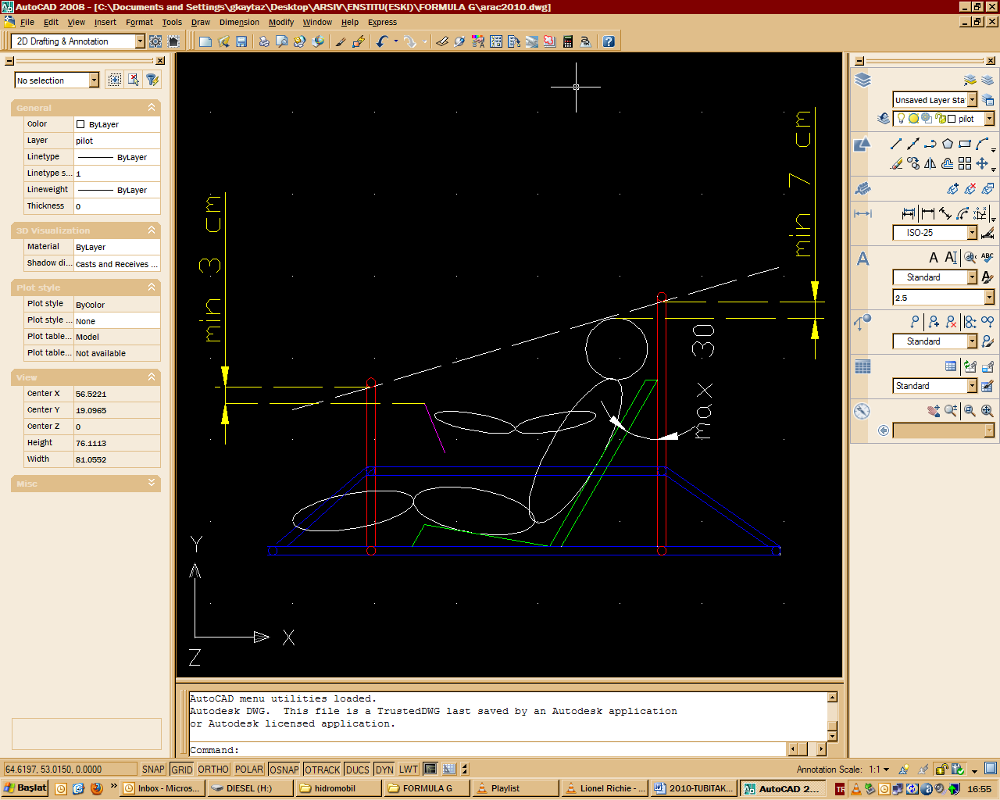 AutoCAD 2008 - [C:\Documents and Settings\gkaytaz\Desktop\ARSIV\ENSTITU(ESKI)\FORMULA G\arac2010.dwg]
File Edit View Insert Format Tools Draw Dimension Modify Window Help Express
2D Drafting & Annotation
No selection
General
Color ByLayer
Layer pilot
Linetype ByLayer
Linetype s... 1
Lineweight ByLayer
Thickness 0
3D Visualization
Material ByLayer
Shadow di... Casts and Receives ...
Plot style
Plot style ByColor
Plot style ... None
Plot table... Model
Plot table... Not available
View
Center X 56.5221
Center Y 19.0965
Center Z 0
Height 76.1113
Width 81.0552
Misc
min 3 cm
min 7 cm
max 30
Y
X
Z
Unsaved Layer Sta
pilot
ISO-25
A
A A ABC
Standard
2.5
Standard
Standard
AutoCAD menu utilities loaded.
Autodesk DWG.  This file is a TrustedDWG last saved by an Autodesk application
or Autodesk licensed application.
Command:
64.6197, 53.0150, 0.0000 SNAP GRID ORTHO POLAR OSNAP OTRACK DUCS DYN LWT Annotation Scale: 1:1
Başlat Inbox - Micros... DIESEL (H:) hidromobil FORMULA G Playlist Lionel Richie - ... 2010-TUBITAK... AutoCAD 2... TR 16:55